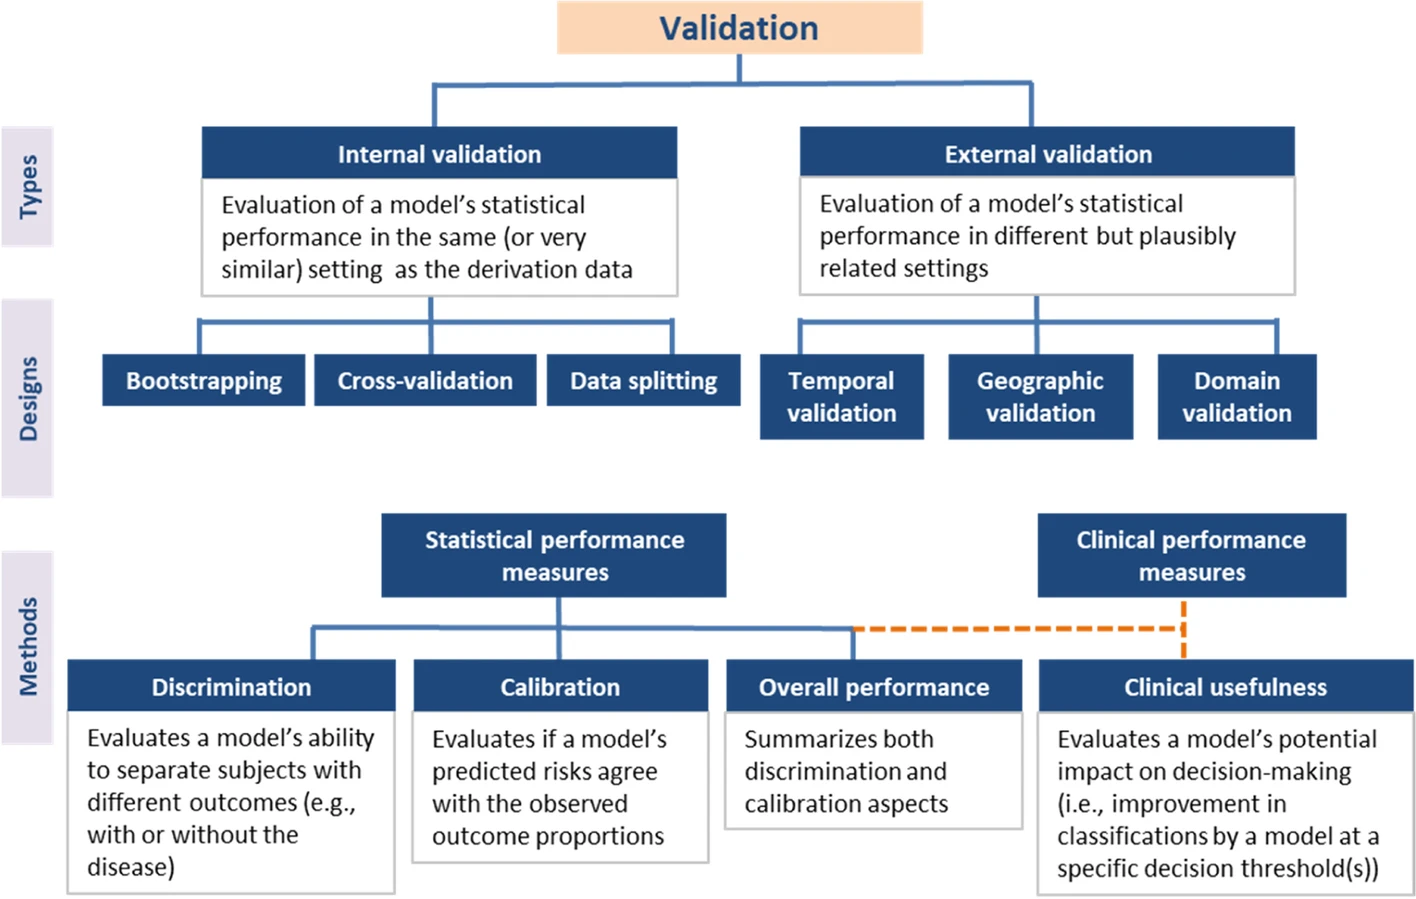 Validation
Types
Internal validation
Evaluation of a model’s statistical
performance in the same (or very
similar) setting as the derivation data
External validation
Evaluation of a model’s statistical
performance in different but plausibly
related settings
Designs
Bootstrapping
Cross-validation
Data splitting
Temporal
validation
Geographic
validation
Domain
validation
Methods
Statistical performance
measures
Clinical performance
measures
Discrimination
Evaluates a model’s ability
to separate subjects with
different outcomes (e.g.,
with or without the
disease)
Calibration
Evaluates if a model’s
predicted risks agree
with the observed
outcome proportions
Overall performance
Summarizes both
discrimination and
calibration aspects
Clinical usefulness
Evaluates a model’s potential
impact on decision-making
(i.e., improvement in
classifications by a model at a
specific decision threshold(s))